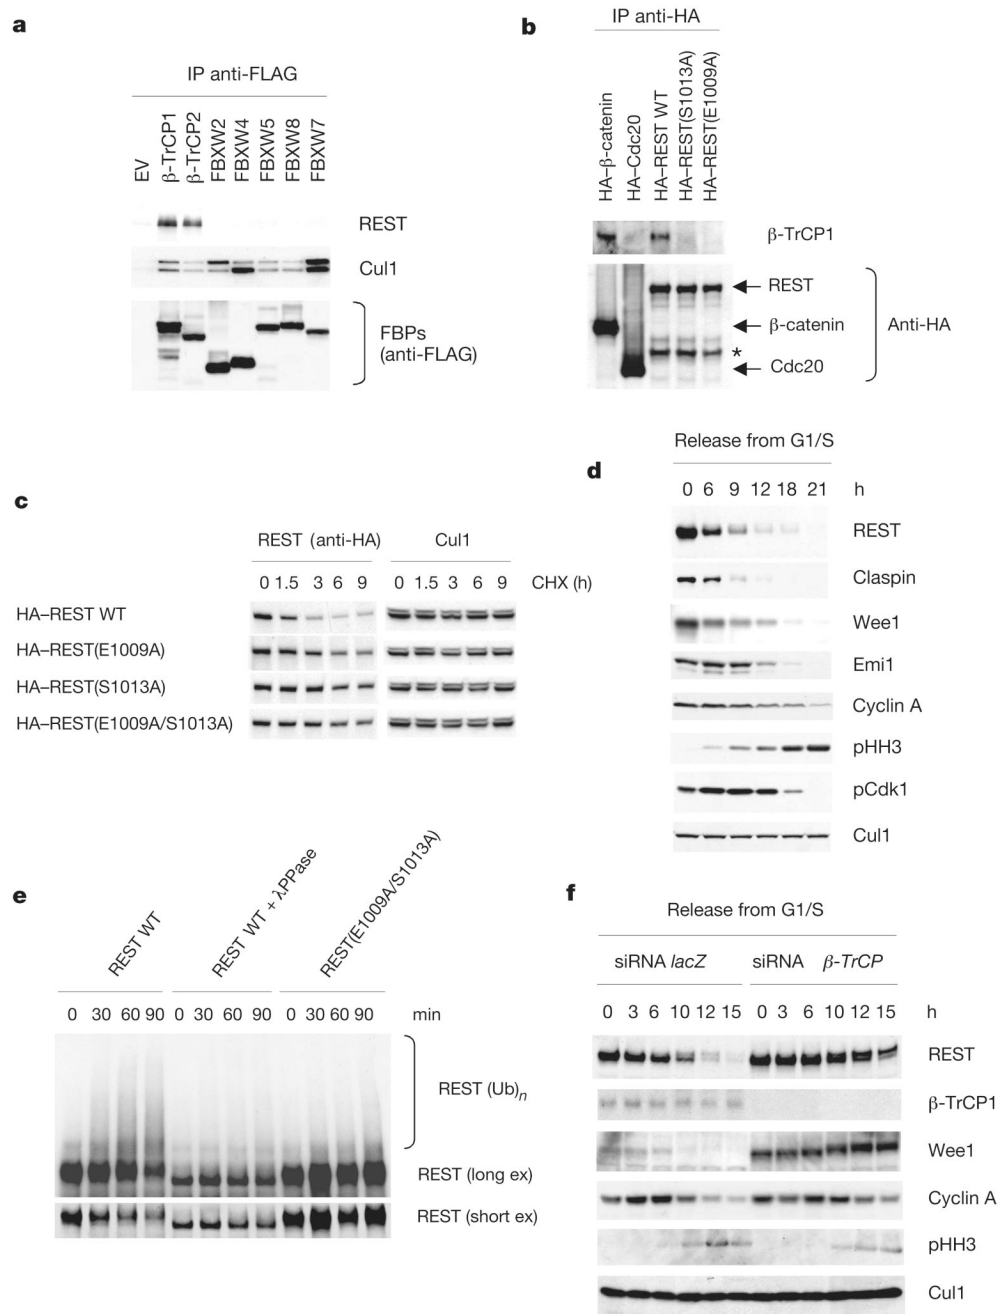 a
IP anti-FLAG
EV
β-TrCP1
β-TrCP2
FBXW2
FBXW4
FBXW5
FBXW8
FBXW7
REST
Cul1
FBPs
(anti-FLAG)
b
IP anti-HA
HA–β-catenin
HA–Cdc20
HA–REST WT
HA–REST(S1013A)
HA–REST(E1009A)
β-TrCP1
REST
β-catenin
*
Cdc20
Anti-HA
c
REST (anti-HA) Cul1
0 1.5 3 6 9 0 1.5 3 6 9 CHX (h)
HA–REST WT
HA–REST(E1009A)
HA–REST(S1013A)
HA–REST(E1009A/S1013A)
d
Release from G1/S
0 6 9 12 18 21 h
REST
Claspin
Wee1
Emi1
Cyclin A
pHH3
pCdk1
Cul1
e
REST WT
REST WT + λPPase
REST(E1009A/S1013A)
0 30 60 90 0 30 60 90 0 30 60 90 min
REST (Ub)n
REST (long ex)
REST (short ex)
f
Release from G1/S
siRNA lacZ siRNA β-TrCP
0 3 6 10 12 15 0 3 6 10 12 15 h
REST
β-TrCP1
Wee1
Cyclin A
pHH3
Cul1